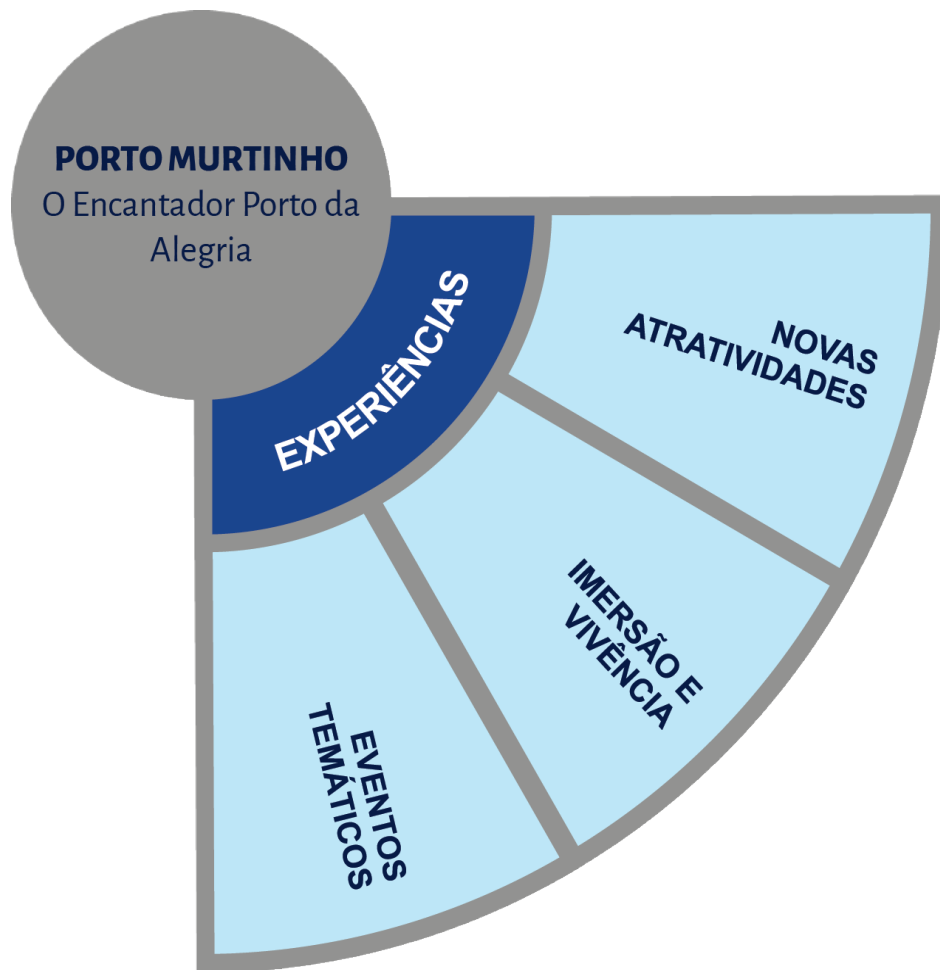 PORTO MURTINHO
O Encantador Porto da
Alegria
EXPERIÊNCIAS
NOVAS
ATRATIVIDADES
IMERSÃO E
VIVÊNCIA
EVENTOS
TEMÁTICOS